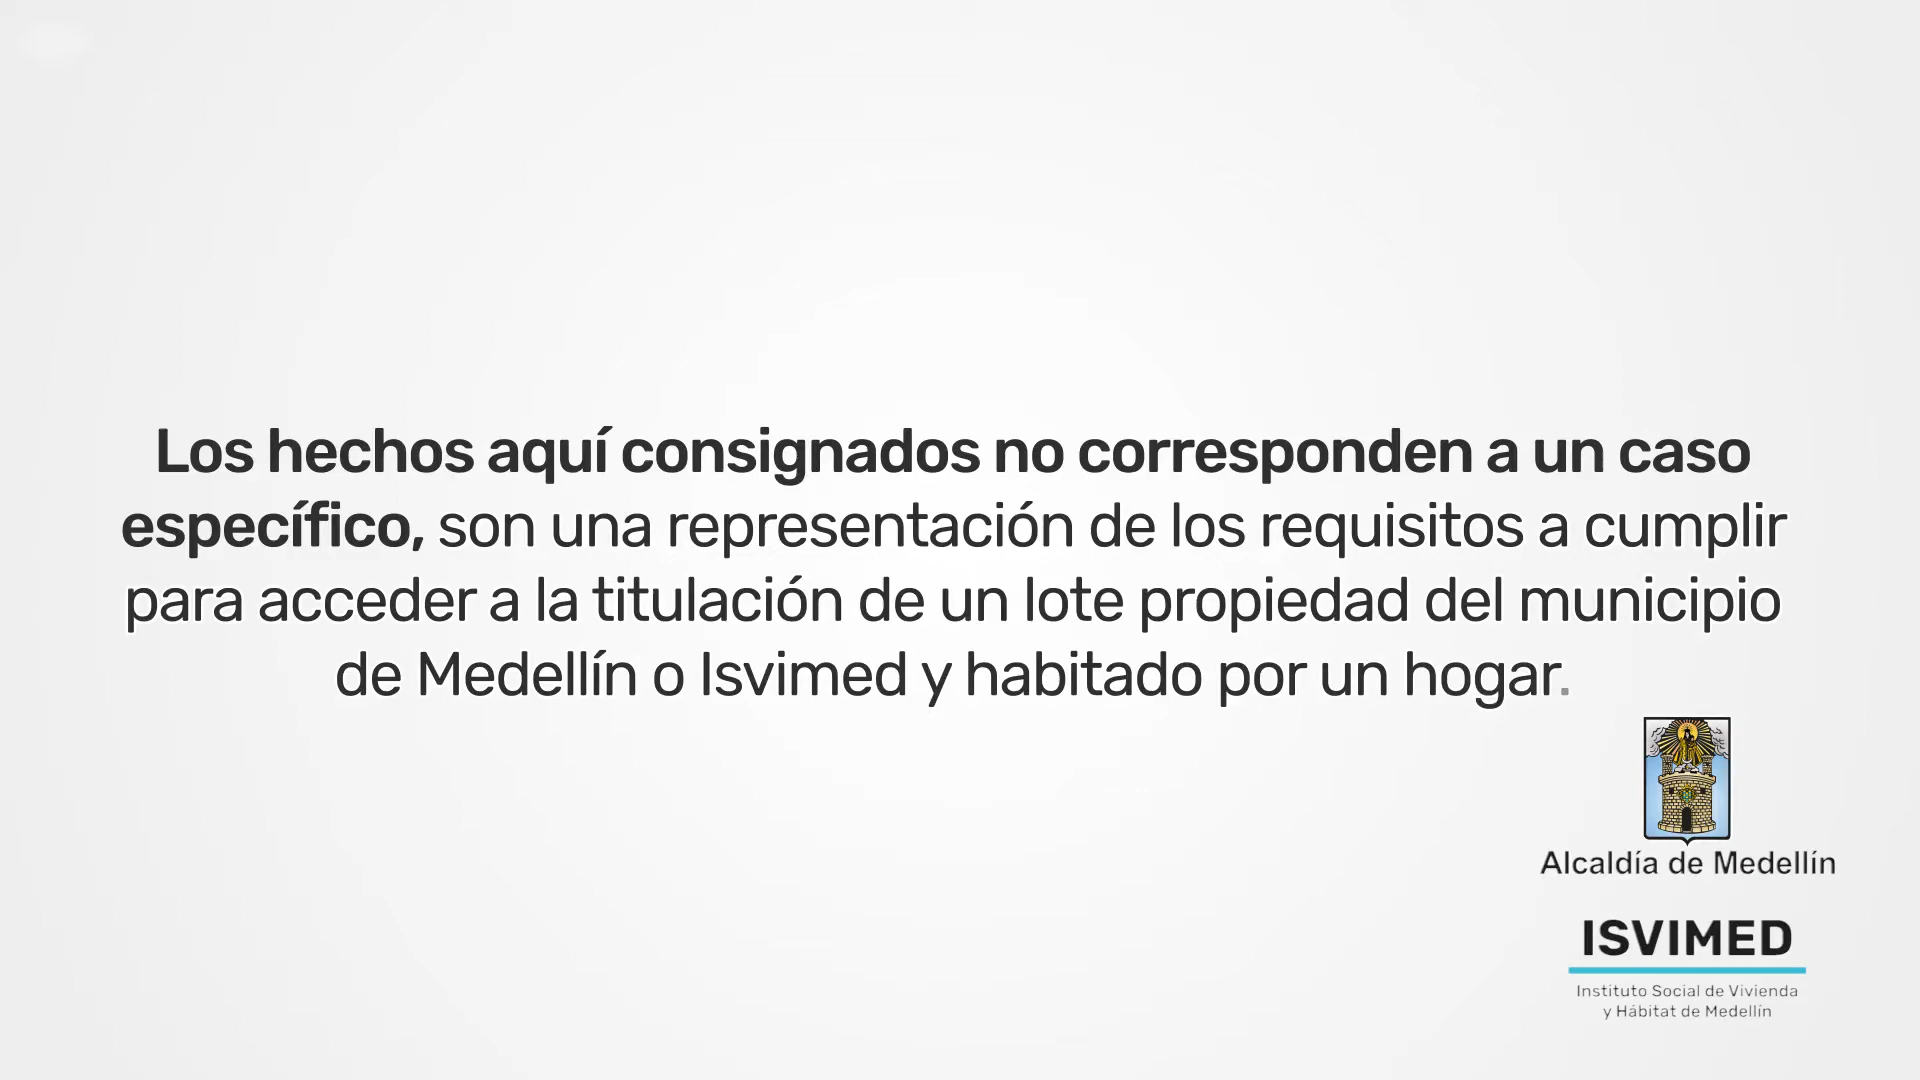 Los hechos aquí consignados no corresponden a un caso
específico, son una representación de los requisitos a cumplir
para acceder a la titulación de un lote propiedad del municipio
de Medellín o Isvimed y habitado por un hogar.
Alcaldía de Medellín
ISVIMED
Instituto Social de Vivienda
y Hábitat de Medellín